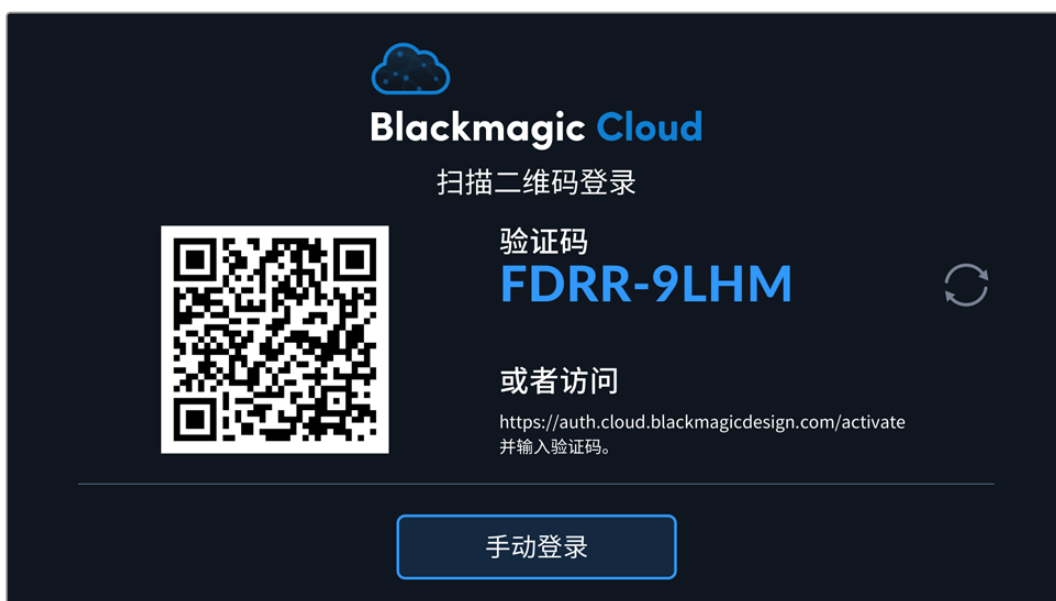 Blackmagic Cloud
扫描二维码登录
验证码
FDRR-9LHM
或者访问
https://auth.cloud.blackmagicdesign.com/activate
并输入验证码。
手动登录